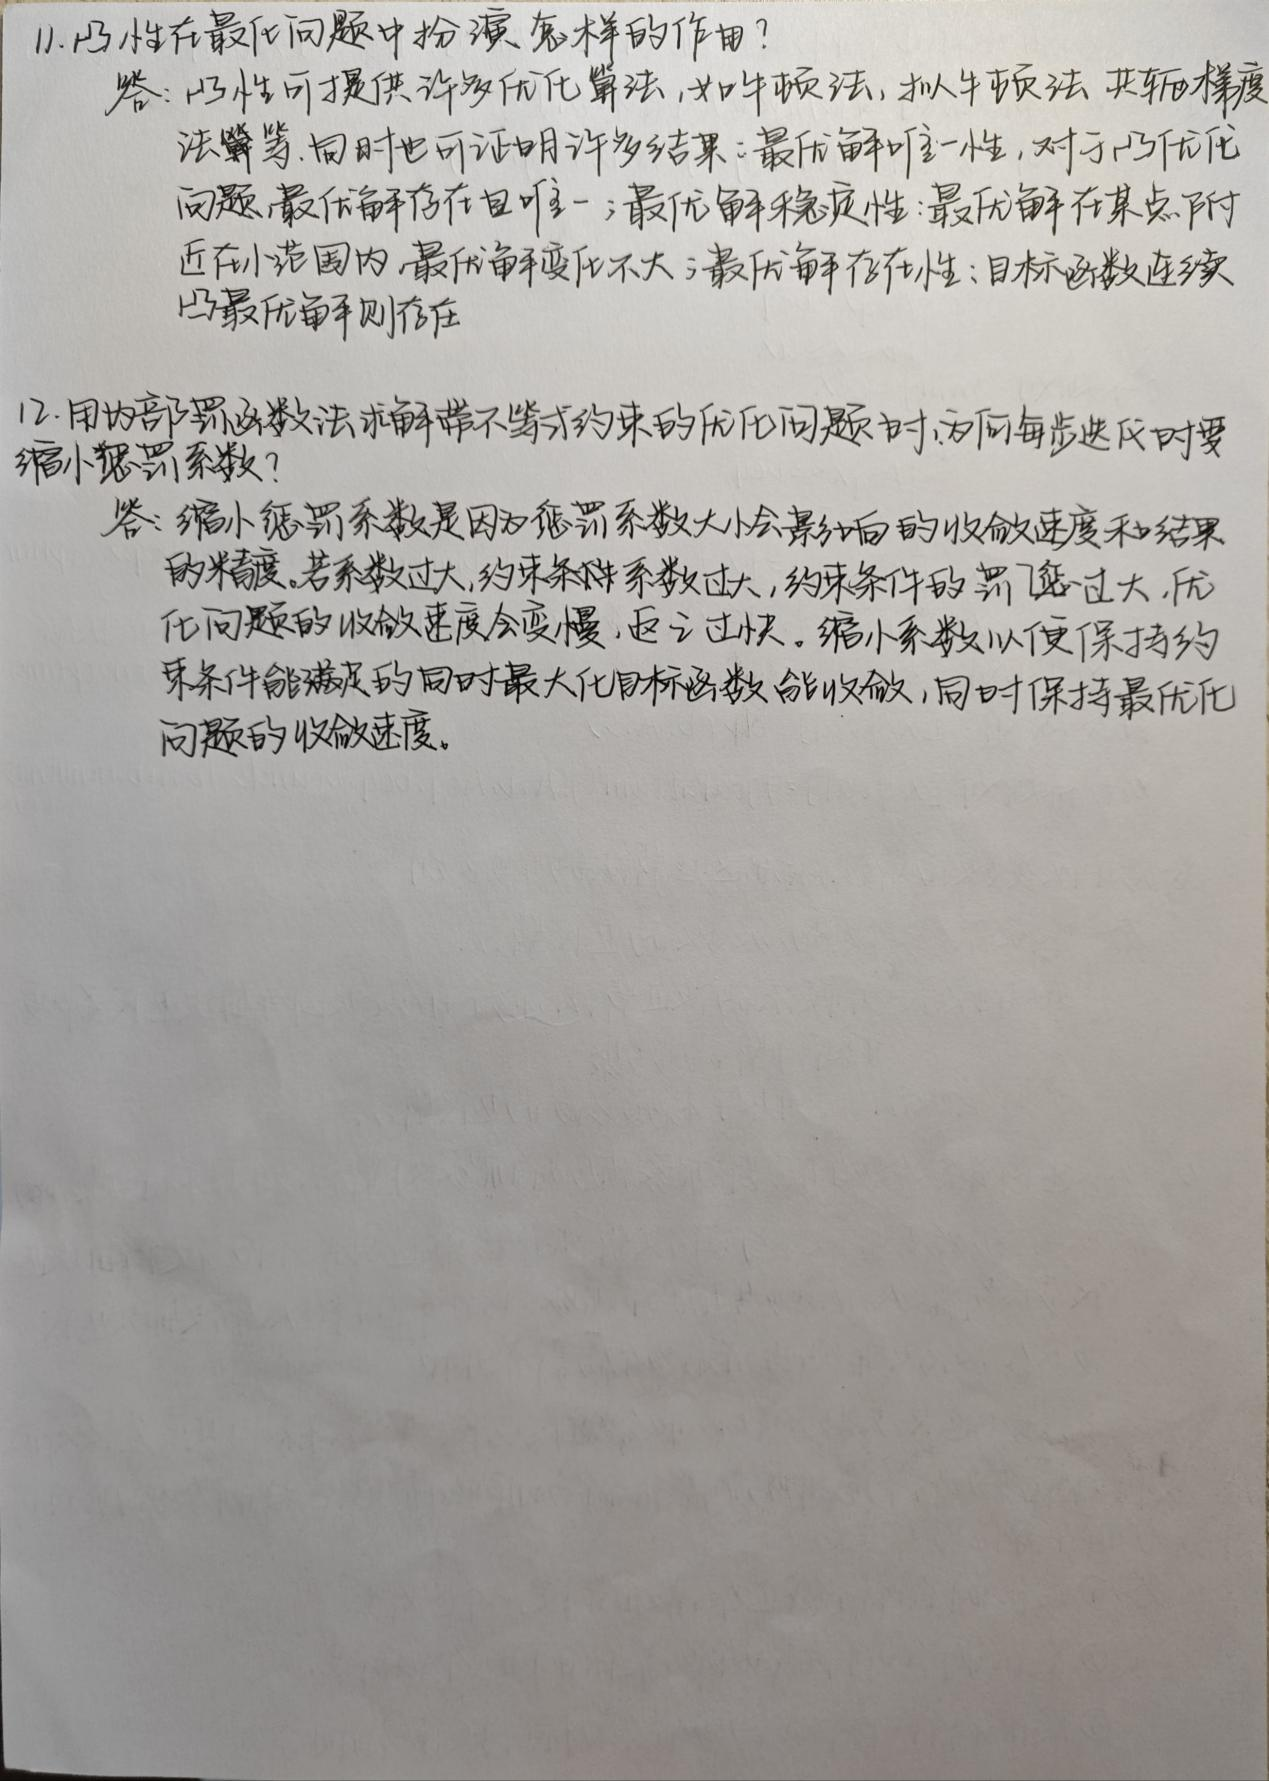 11.凸性在最化问题中扮演怎样的作用?
答:凸性可提供许多优化算法,如牛顿法,拟牛顿法 共轭梯度
法等.同时也可证明许多结果:最优解唯一性,对于凸优化
问题,最优解存在且唯一;最优解稳定性:最优解在某点附
近在小范围内,最优解变化不大;最优解存在性:目标函数连续
凸最优解则存在
12.用内部罚函数法求解带不等式约束的优化问题时,为何每步迭代时要
缩小惩罚系数?
答:缩小惩罚系数是因为惩罚系数大小会影响的收敛速度和结果
的精度。若系数过大,约束条件系数过大,约束条件的罚惩过大,优
化问题的收敛速度会变慢,返之过快。缩小系数以便保持约
束条件能满足的同时最大化目标函数能收敛,同时保持最优化
问题的收敛速度。